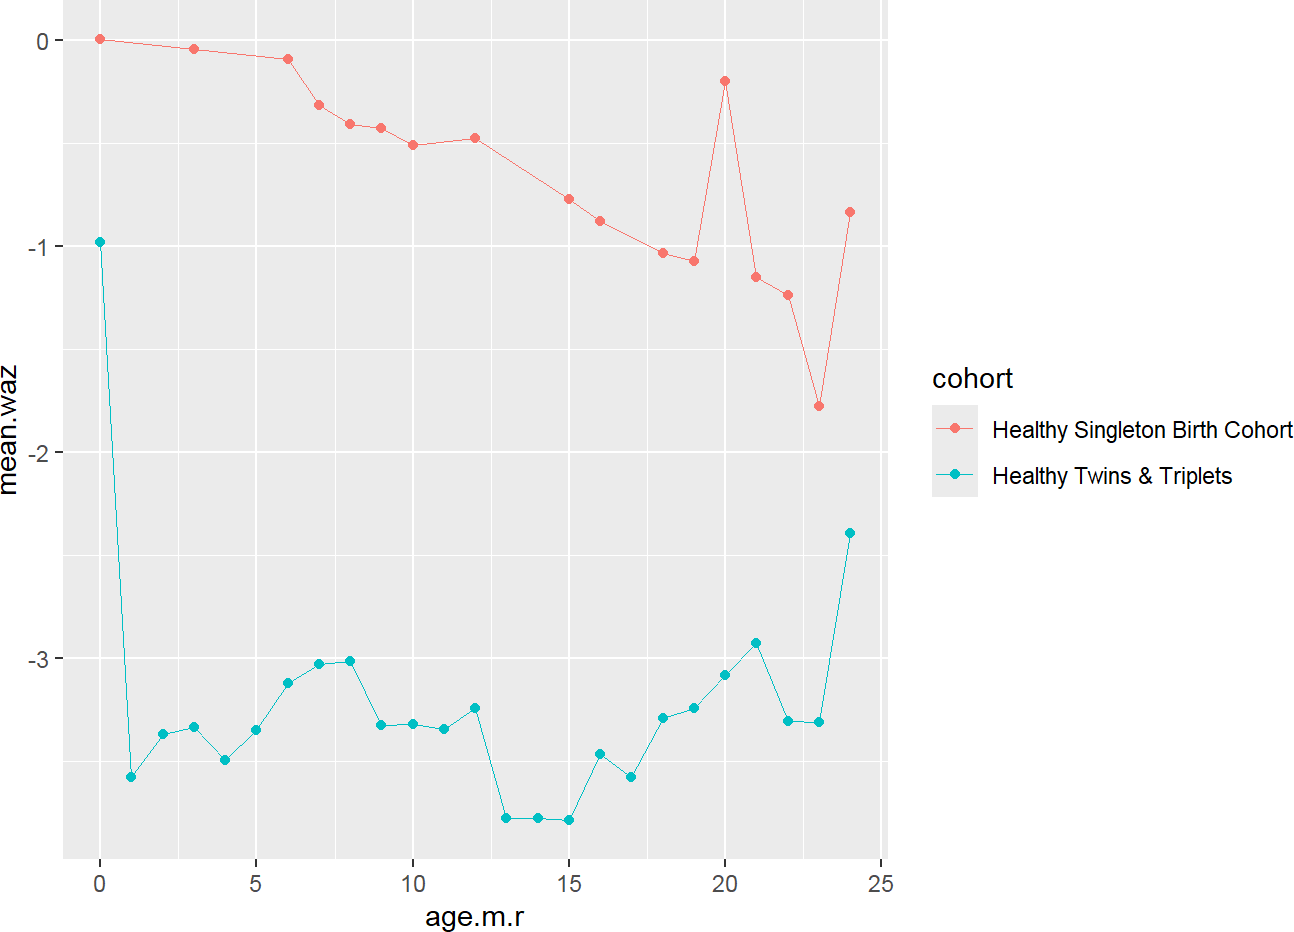 0
-1
-2
-3
mean.waz
0 5 10 15 20 25
age.m.r
cohort
Healthy Singleton Birth Cohort
Healthy Twins & Triplets